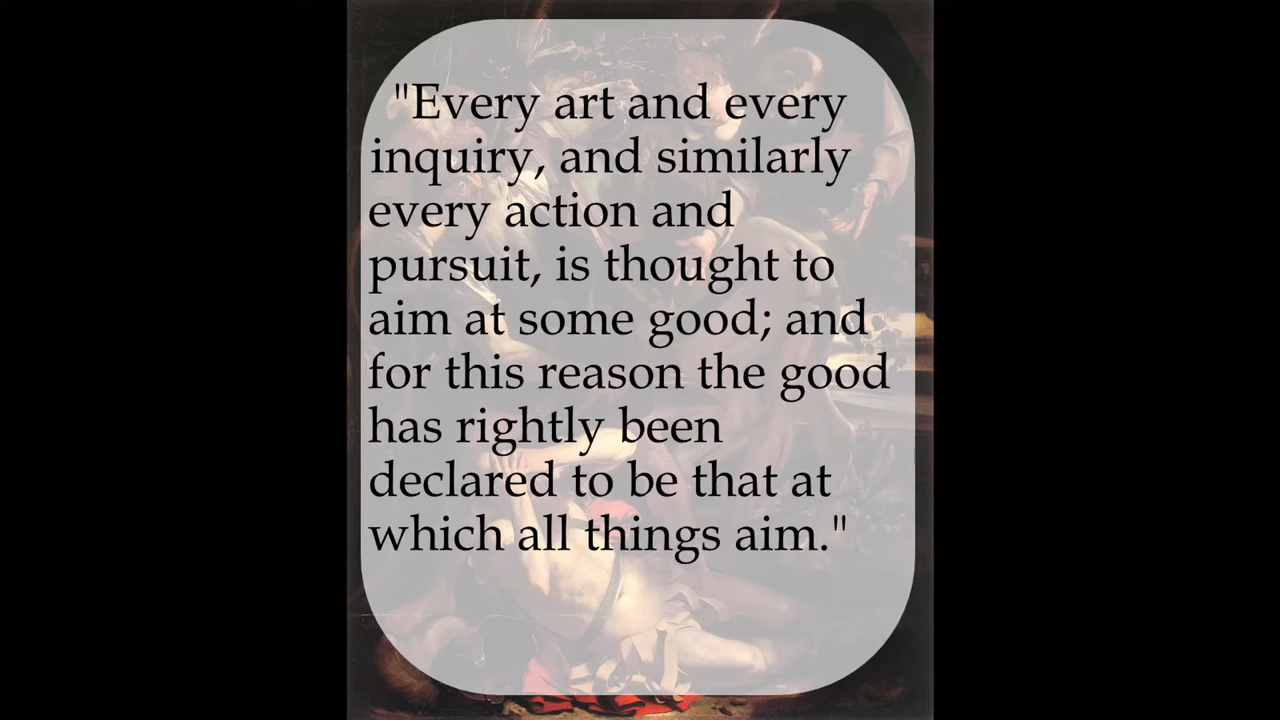 "Every art and every
inquiry, and similarly
every action and
pursuit, is thought to
aim at some good; and
for this reason the good
has rightly been
declared to be that at
which all things aim."